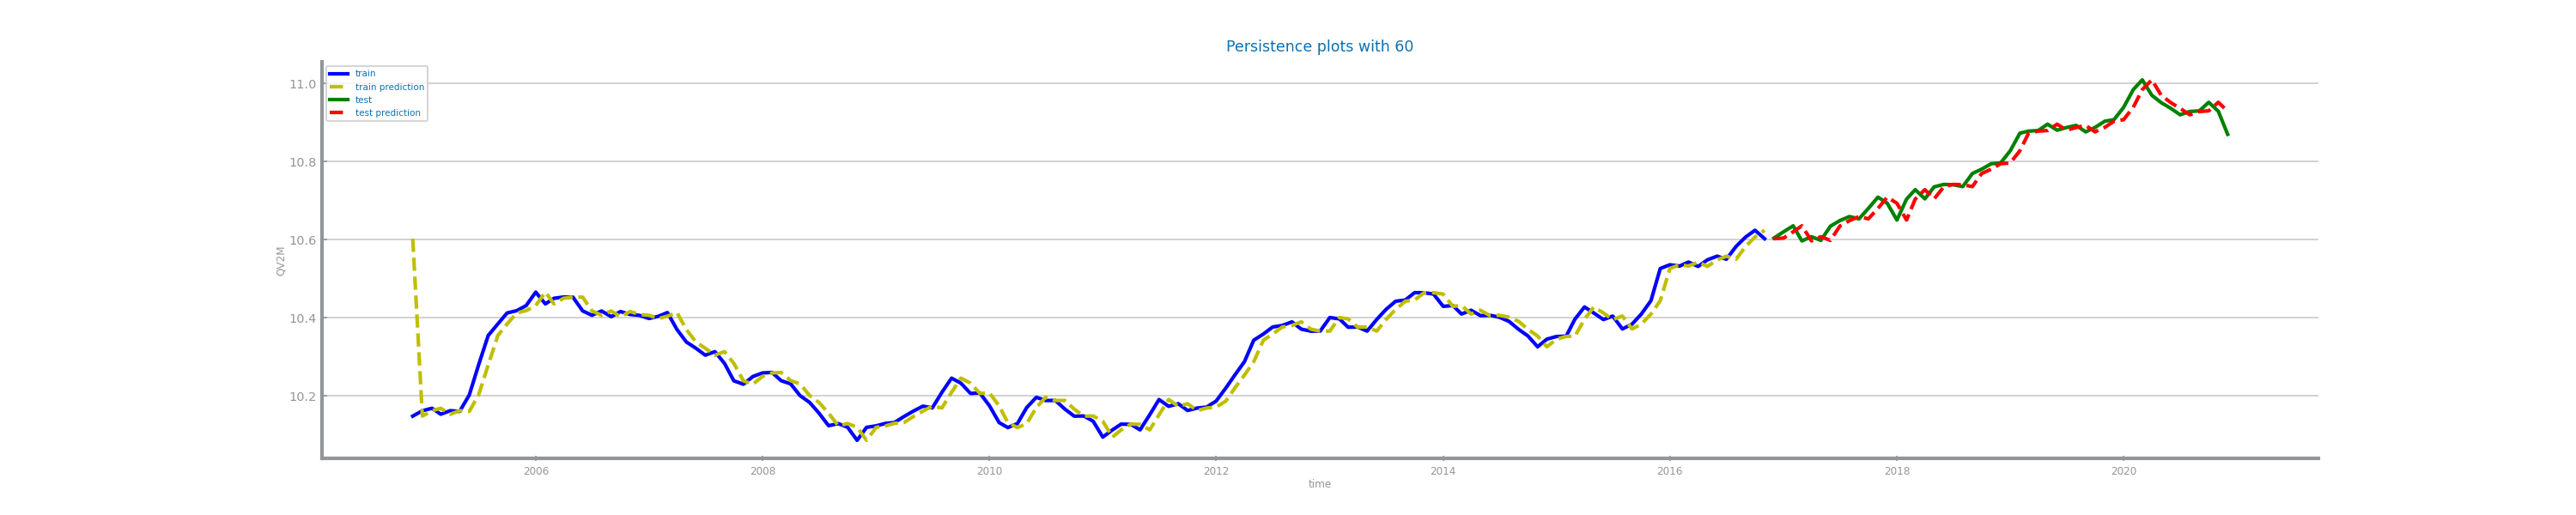 Persistence plots with 60
train
train prediction
test
test prediction
11.0
10.8
10.6
10.4
10.2
QV2M
2006 2008 2010 2012 2014 2016 2018 2020
time